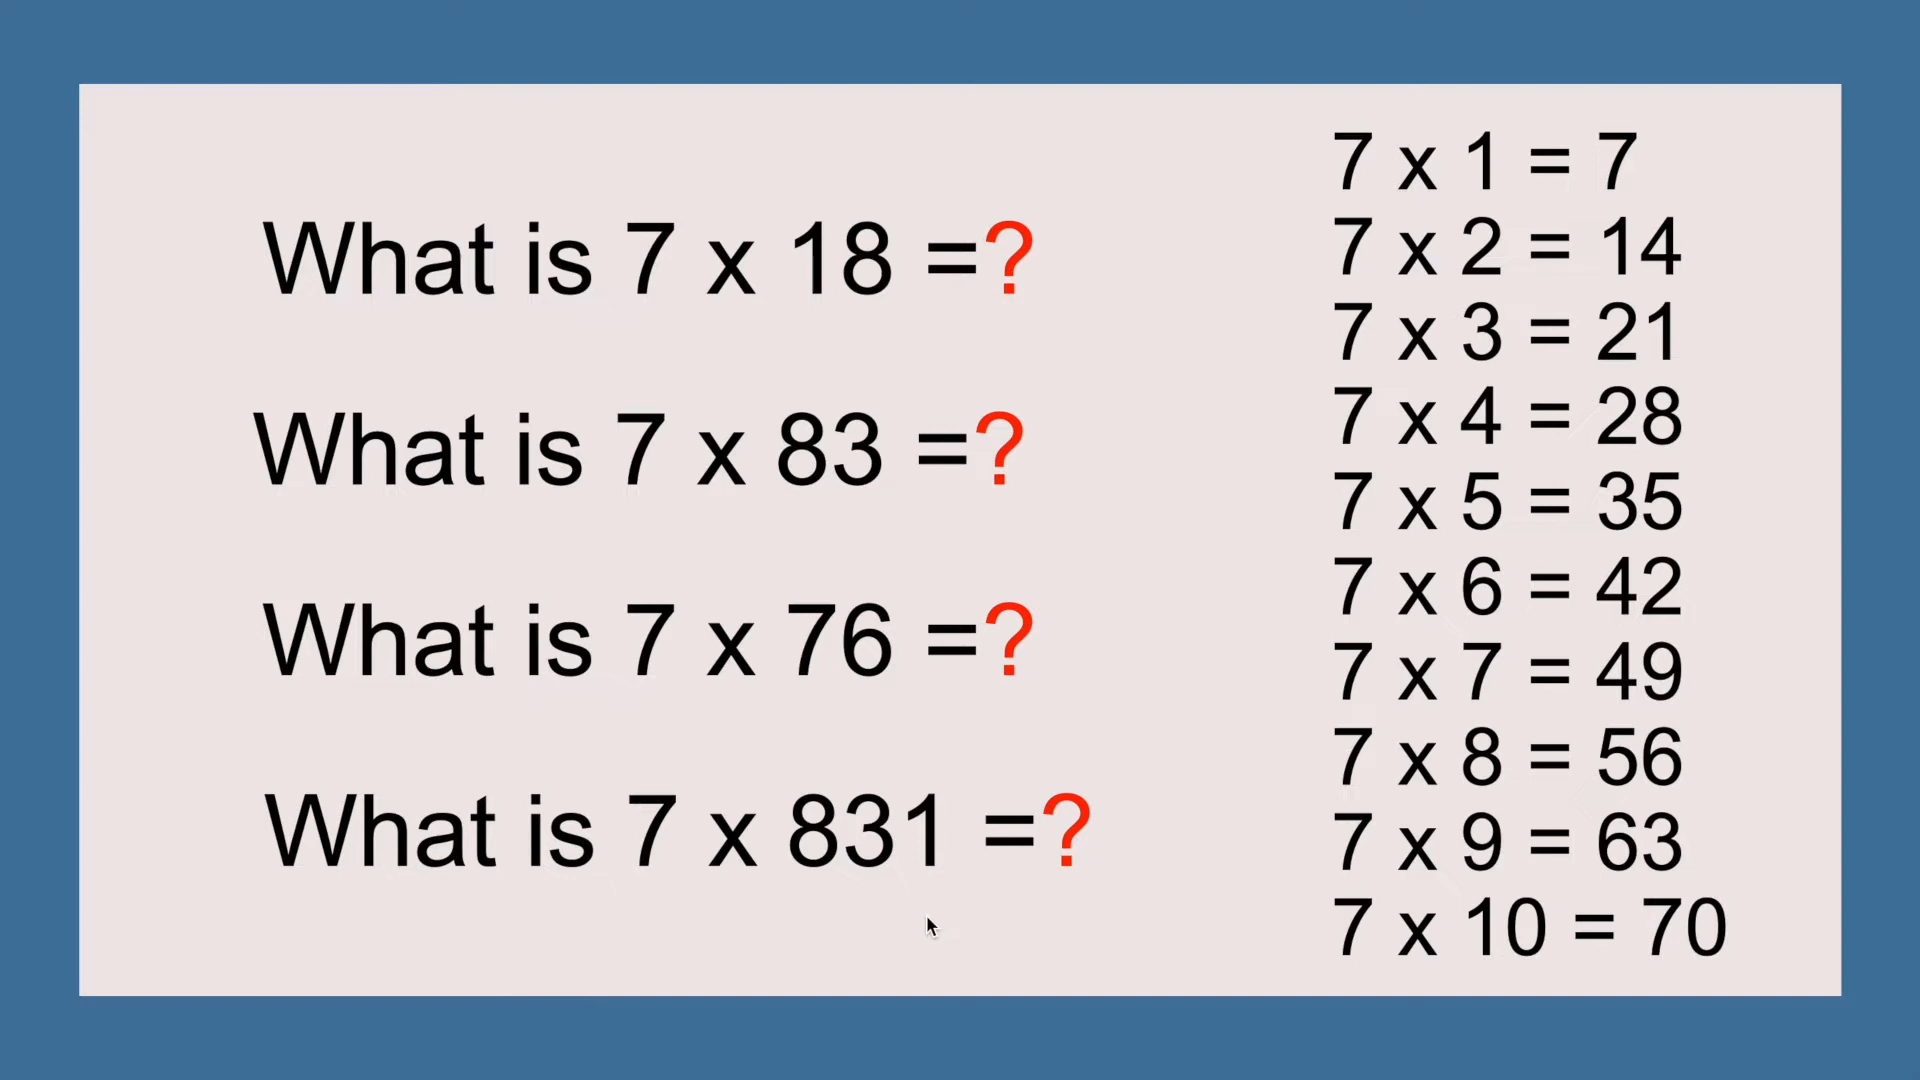 What is 7 x 18 =?
What is 7 x 83 =?
What is 7 x 76 =?
What is 7 x 831 =?
7 x 1 = 7
7 x 2 = 14
7 x 3 = 21
7 x 4 = 28
7 x 5 = 35
7 x 6 = 42
7 x 7 = 49
7 x 8 = 56
7 x 9 = 63
7 x 10 = 70